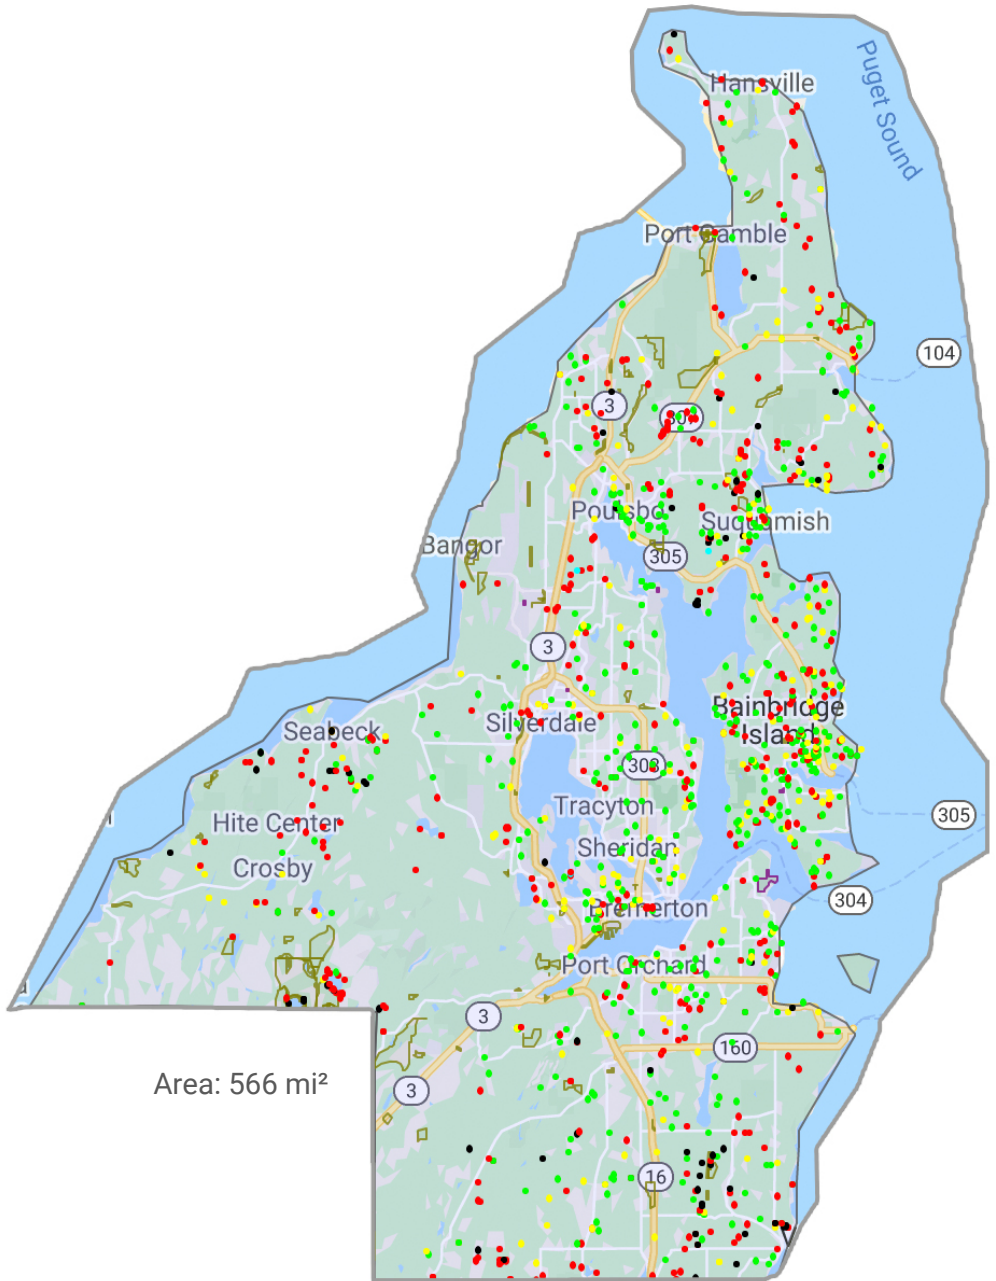 Hansville
Puget Sound
Port Gamble
104
3
307
Poulsbo
Suquamish
Bangor
305
3
Bainbridge
Island
Silverdale
Seabeck
303
Tracyton
305
Hite Center
Sheridan
Crosby
304
Bremerton
Port Orchard
3
160
Area: 566 mi²
3
16